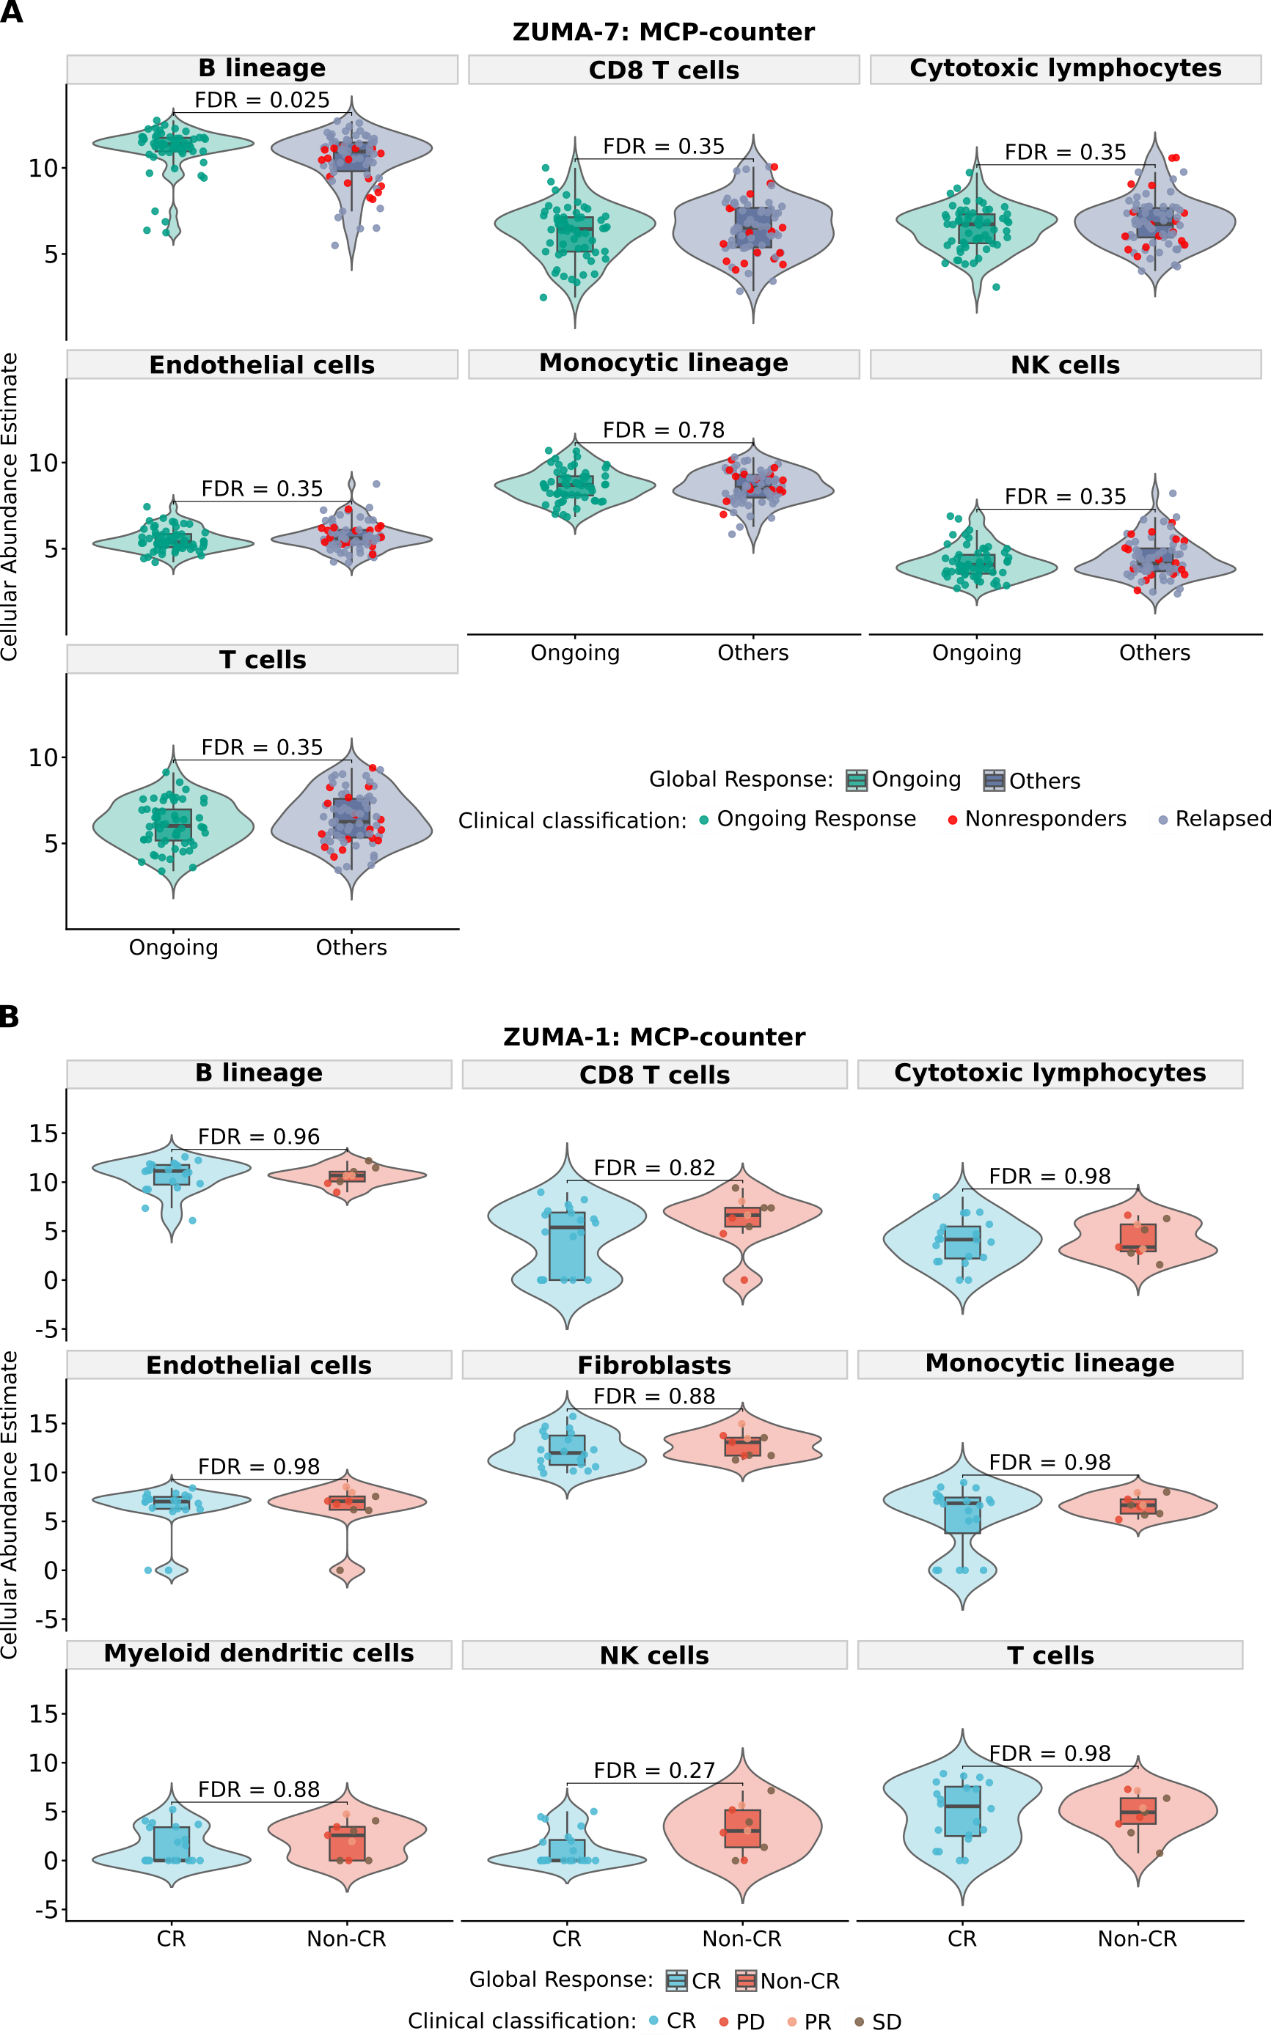 A
ZUMA-7: MCP-counter
B lineage
CD8 T cells
Cytotoxic lymphocytes
FDR = 0.025
FDR = 0.35
FDR = 0.35
10
5
Cellular Abundance Estimate
Endothelial cells
Monocytic lineage
NK cells
FDR = 0.35
FDR = 0.78
FDR = 0.35
10
5
Ongoing
Others
Ongoing
Others
T cells
FDR = 0.35
10
5
Ongoing
Others
Global Response: Ongoing Others
Clinical classification: Ongoing Response Nonresponders Relapsed
B
ZUMA-1: MCP-counter
B lineage
CD8 T cells
Cytotoxic lymphocytes
FDR = 0.96
FDR = 0.82
FDR = 0.98
15
10
5
0
-5
Cellular Abundance Estimate
Endothelial cells
Fibroblasts
Monocytic lineage
FDR = 0.98
FDR = 0.88
FDR = 0.98
15
10
5
0
-5
Myeloid dendritic cells
NK cells
T cells
FDR = 0.88
FDR = 0.27
FDR = 0.98
15
10
5
0
-5
CR
Non-CR
CR
Non-CR
CR
Non-CR
Global Response: CR Non-CR
Clinical classification: CR PD PR SD